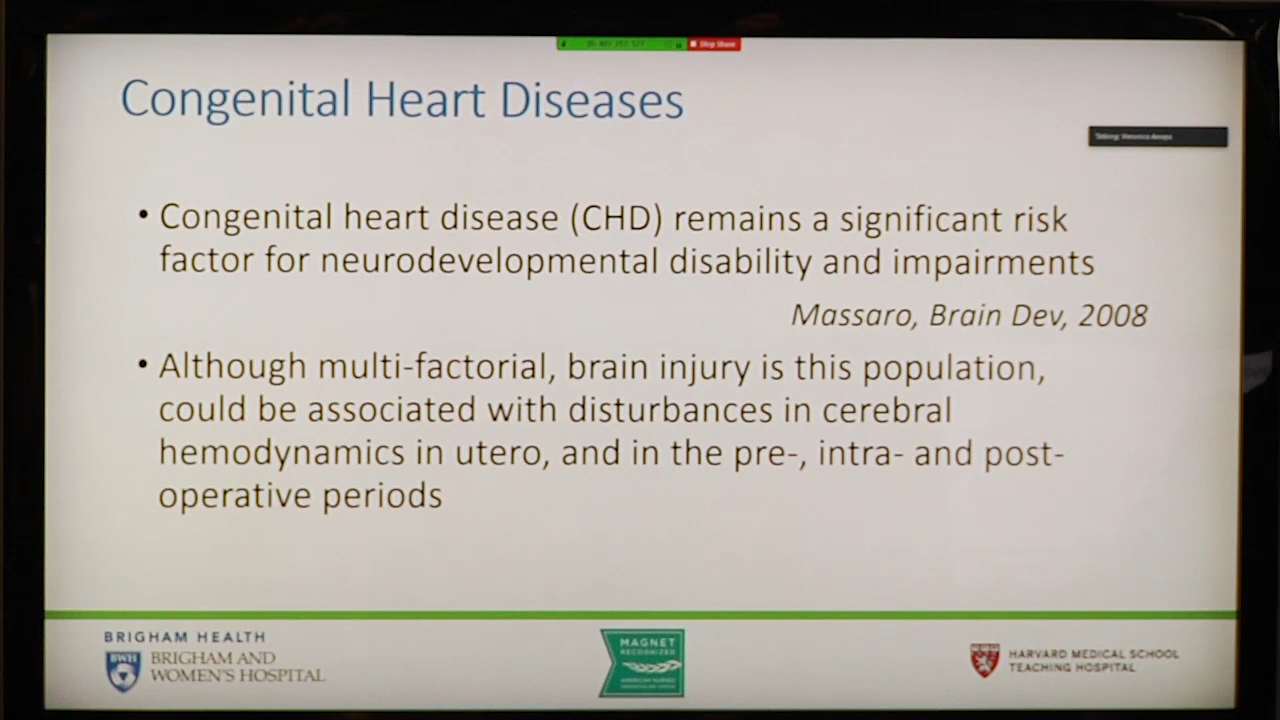 Stop Share
Congenital Heart Diseases
• Congenital heart disease (CHD) remains a significant risk
factor for neurodevelopmental disability and impairments
Massaro, Brain Dev, 2008
• Although multi-factorial, brain injury is this population,
could be associated with disturbances in cerebral
hemodynamics in utero, and in the pre-, intra- and post-
operative periods
BRIGHAM HEALTH
BWH
BRIGHAM AND
WOMEN'S HOSPITAL
MAGNET
RECOGNIZED
AMERICAN NURSES
HARVARD MEDICAL SCHOOL
TEACHING HOSPITAL